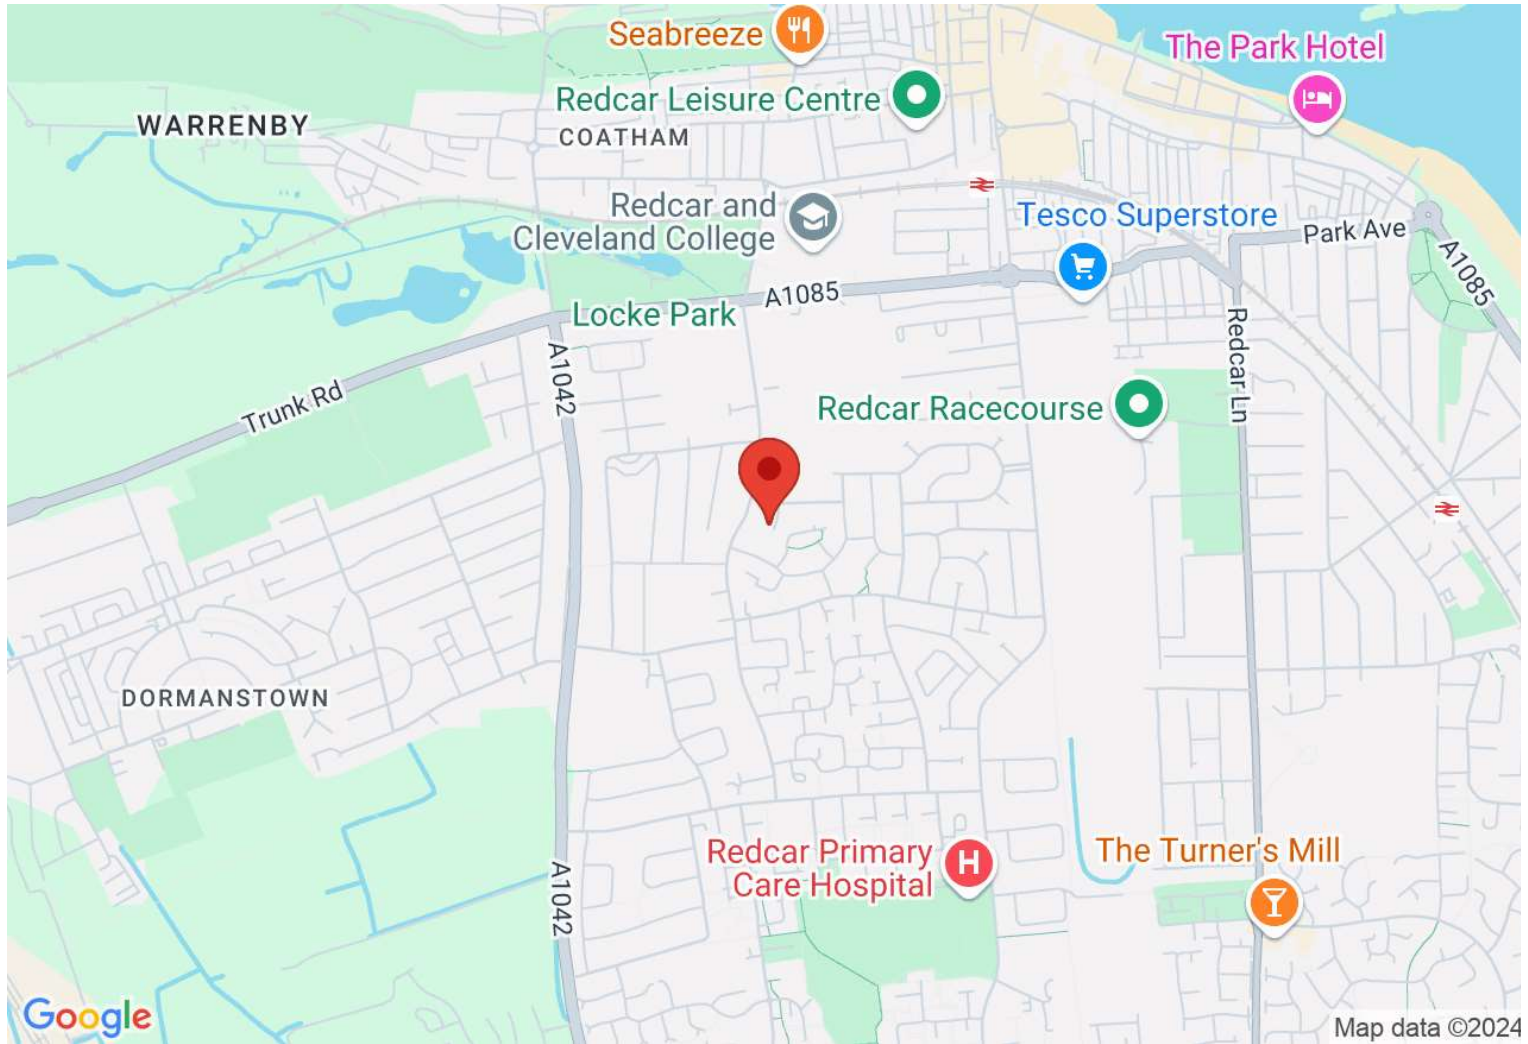 Seabreeze
The Park Hotel
Redcar Leisure Centre
WARRENBY
COATHAM
Redcar and
Cleveland College
Tesco Superstore
Park Ave
A1085
A1085
Locke Park
Trunk Rd
A1042
Redcar Ln
Redcar Racecourse
DORMANSTOWN
Redcar Primary
Care Hospital
H
The Turner's Mill
A1042
Google
Map data ©2024